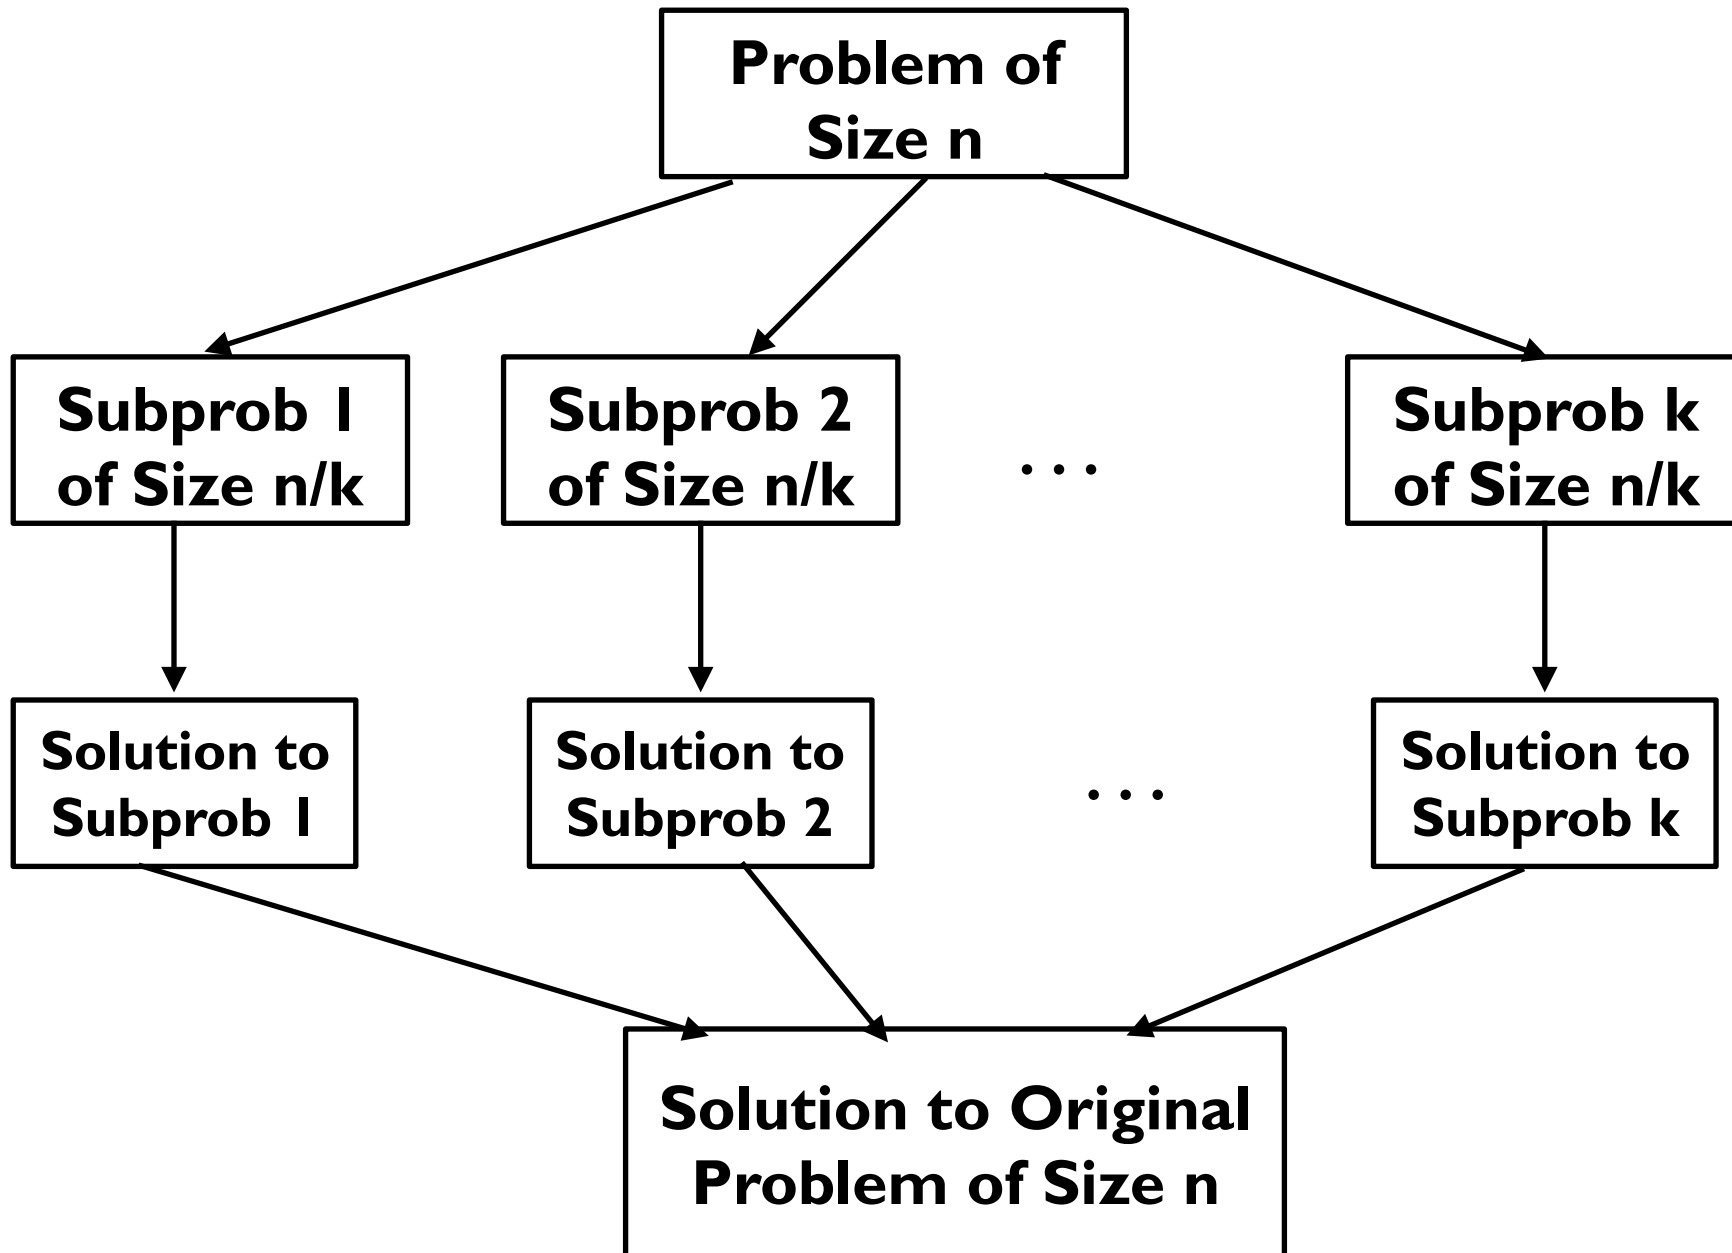 Problem of
Size n
Subprob 1
of Size n/k
Subprob 2
of Size n/k
...
Subprob k
of Size n/k
Solution to
Subprob 1
Solution to
Subprob 2
...
Solution to
Subprob k
Solution to Original
Problem of Size n